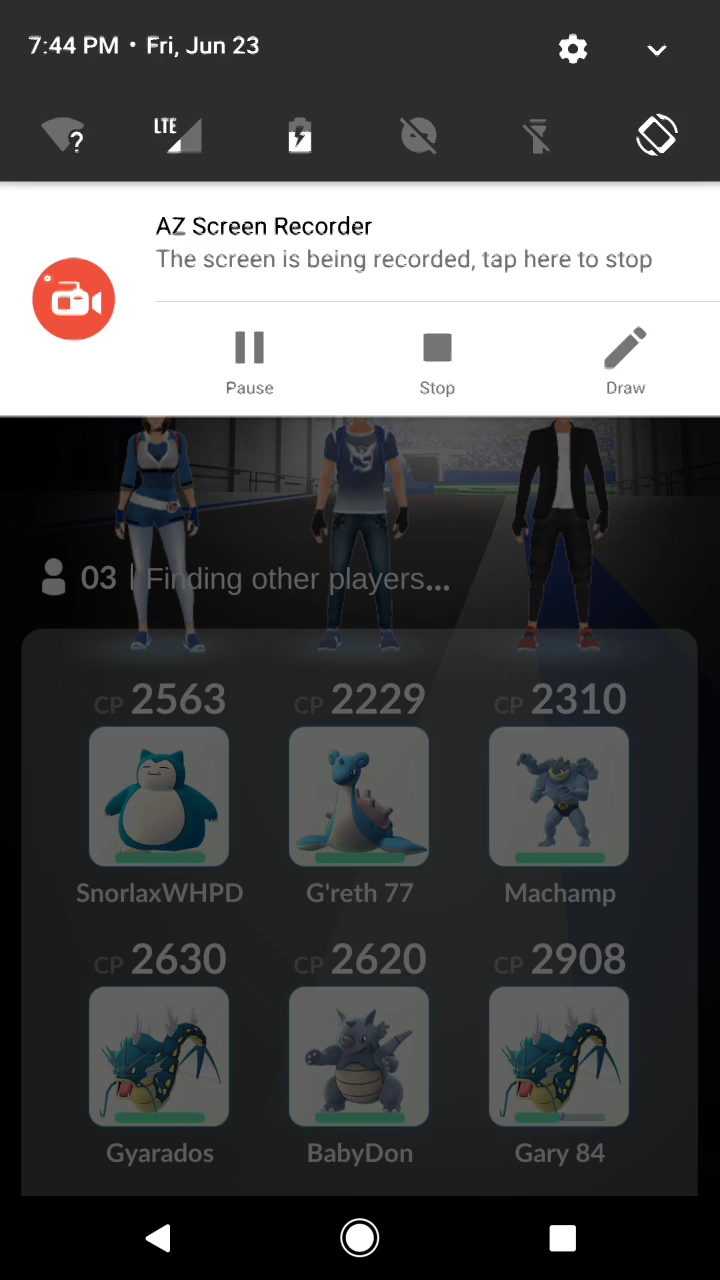 7:44 PM • Fri, Jun 23
LTE
?
AZ Screen Recorder
The screen is being recorded, tap here to stop
Pause Stop Draw
03 | Finding other players...
CP 2563 CP 2229 CP 2310
SnorlaxWHPD G'reth 77 Machamp
CP 2630 CP 2620 CP 2908
Gyarados BabyDon Gary 84